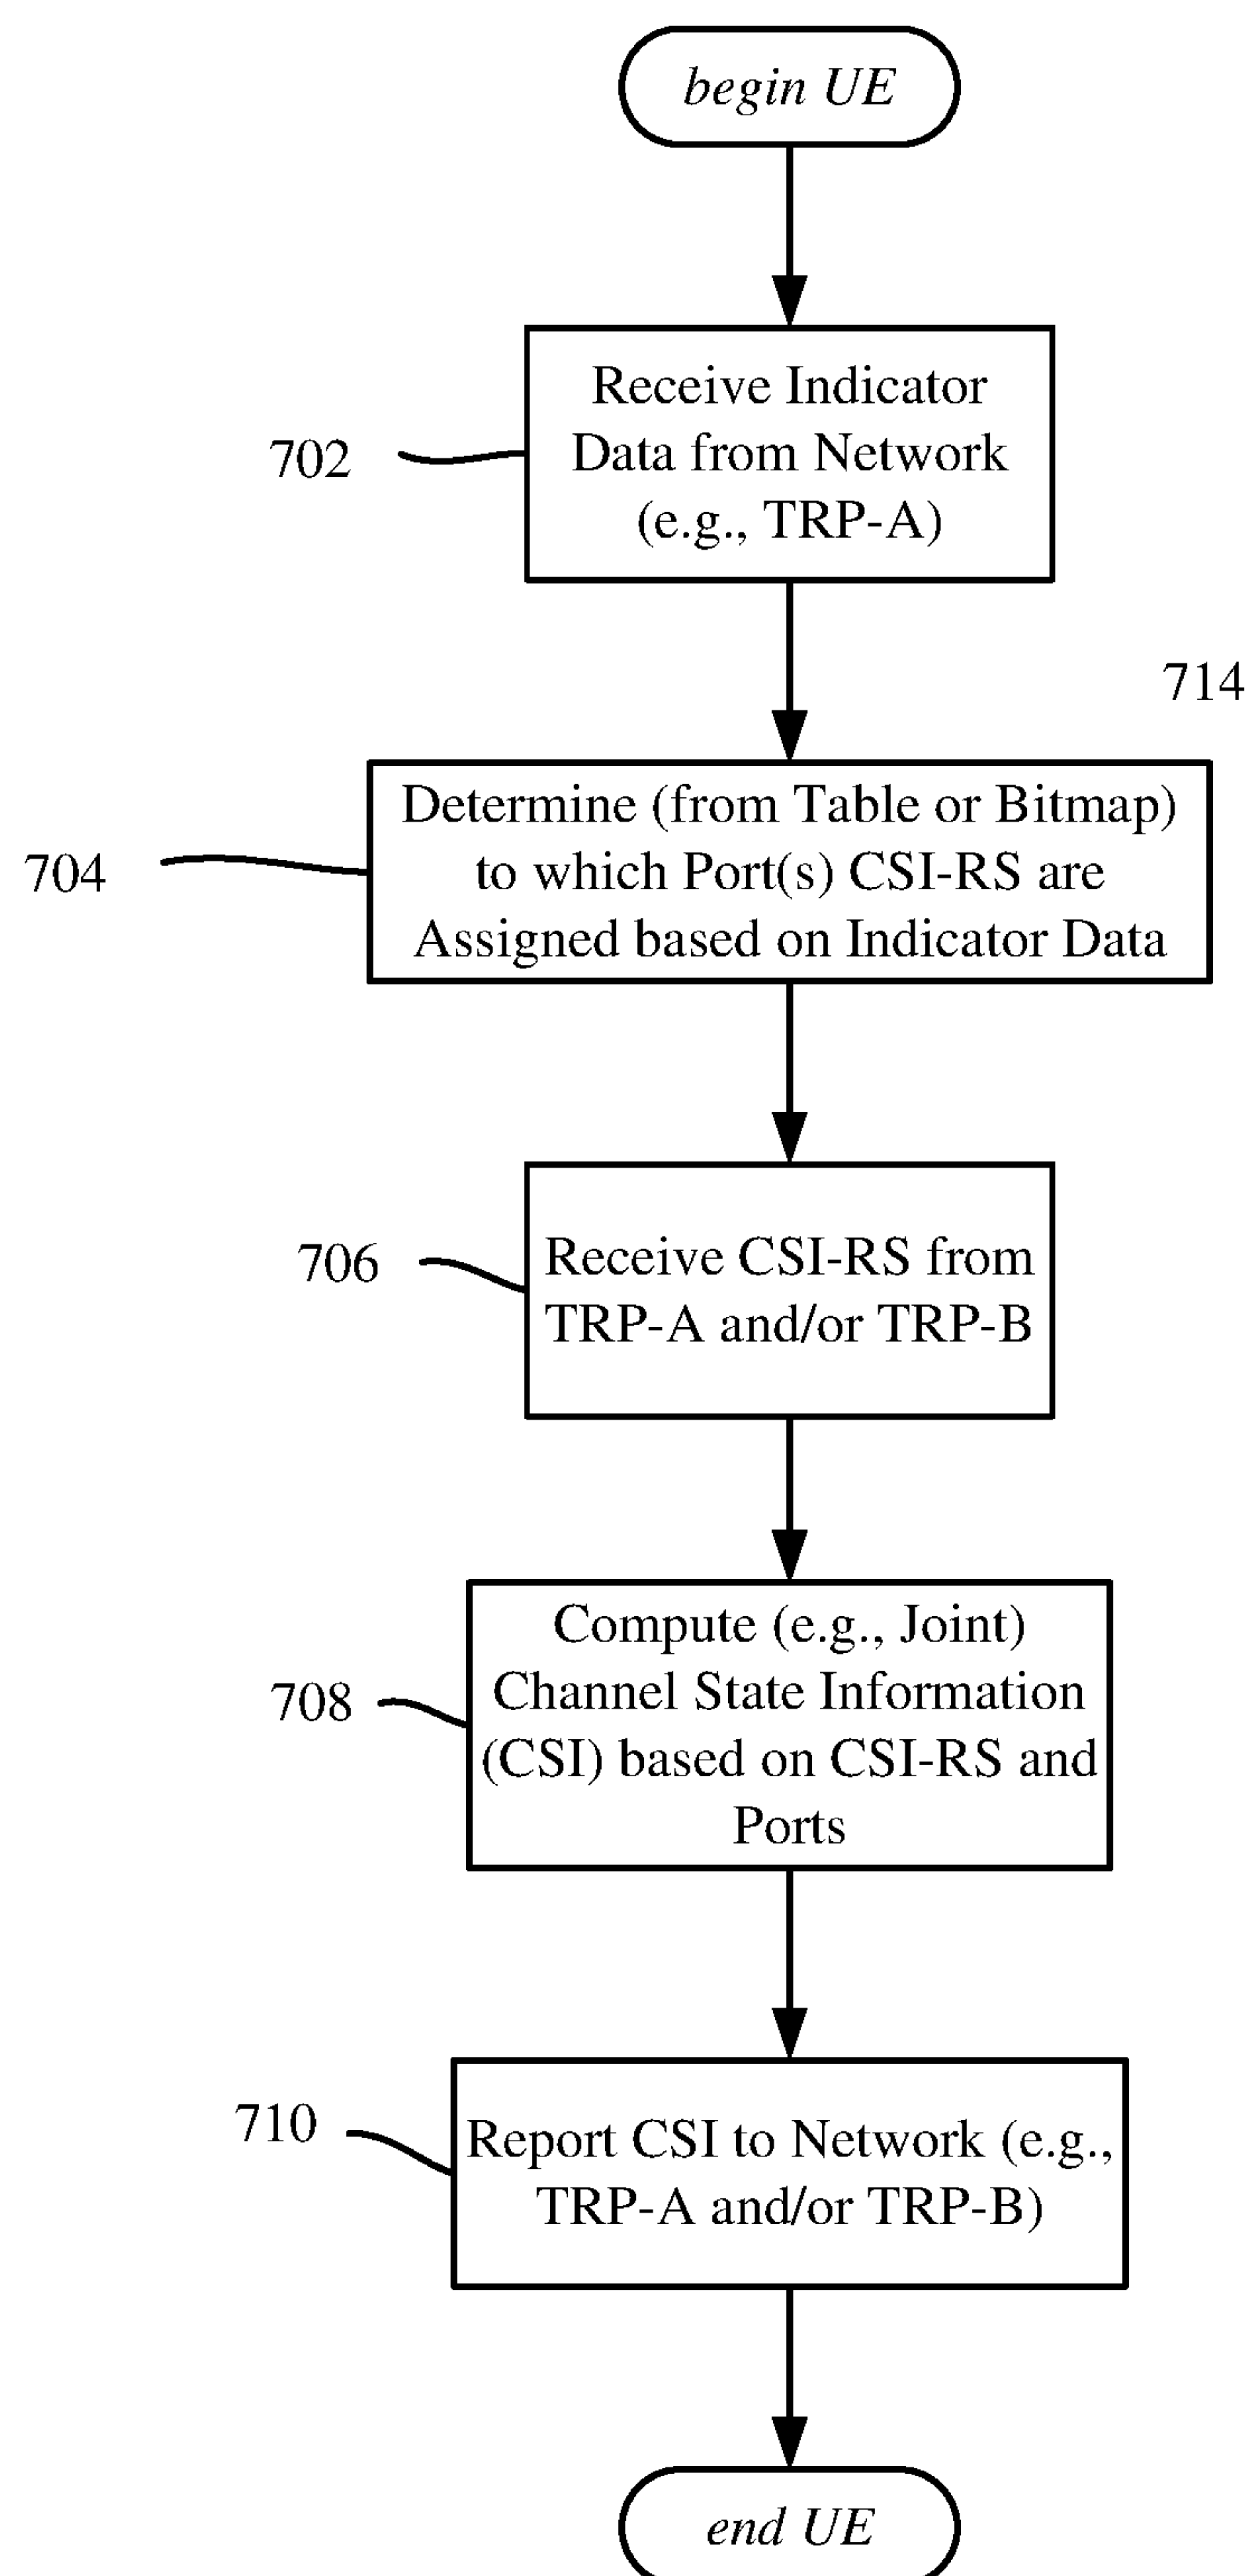 begin UE
Receive Indicator
Data from Network
(e.g., TRP-A)
702
714
Determine (from Table or Bitmap)
to which Port(s) CSI-RS are
Assigned based on Indicator Data
704
Receive CSI-RS from
TRP-A and/or TRP-B
706
Compute (e.g., Joint)
Channel State Information
(CSI) based on CSI-RS and
Ports
708
Report CSI to Network (e.g.,
TRP-A and/or TRP-B)
710
end UE